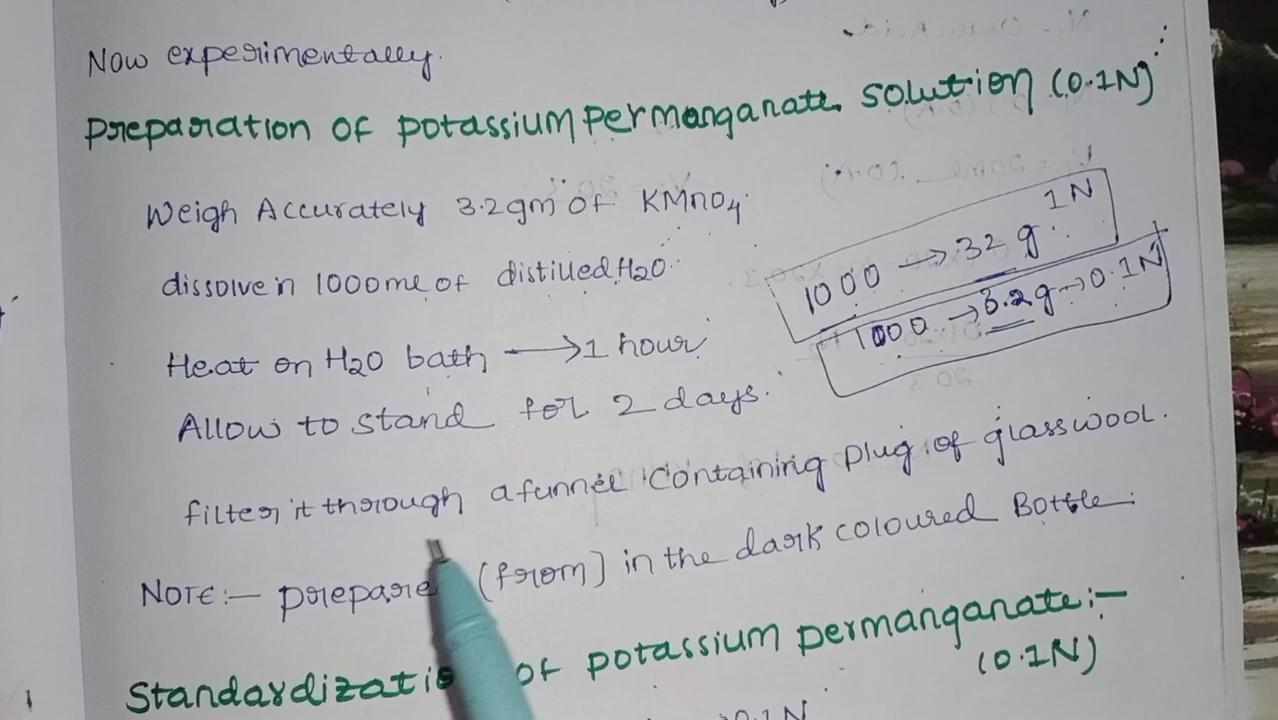 Now experimentally.
Preparation of potassium permanganate solution (0.1N)
Weigh Accurately 3.2gm of KMnO4
dissolve n 1000ml of distilled H2O
1000 → 32 g 1N
1000 → 3.2g → 0.1N
Heat on H2O bath → 1 hour
Allow to stand for 2 days.
filter it through a funnel containing plug of glasswool.
NOTE:- prepare (from) in the dark coloured Bottle.
Standardizatio of potassium permanganate:-
(0.1N)
0.1N